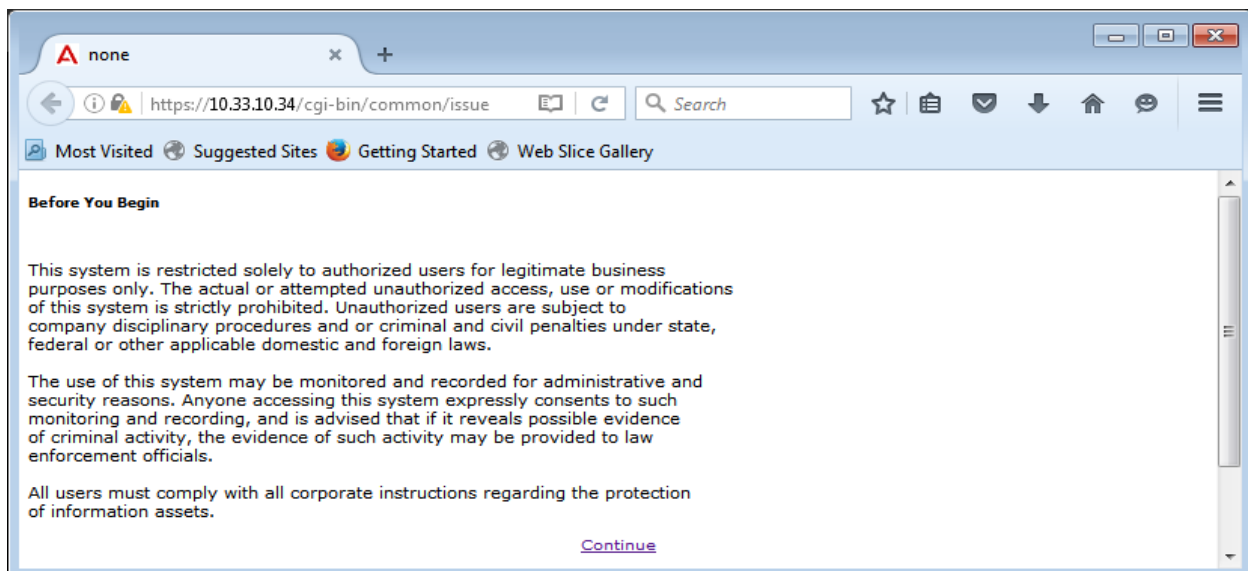 none
https://10.33.10.34/cgi-bin/common/issue
Search
Most Visited Suggested Sites Getting Started Web Slice Gallery
Before You Begin
This system is restricted solely to authorized users for legitimate business
purposes only. The actual or attempted unauthorized access, use or modifications
of this system is strictly prohibited. Unauthorized users are subject to
company disciplinary procedures and or criminal and civil penalties under state,
federal or other applicable domestic and foreign laws.
The use of this system may be monitored and recorded for administrative and
security reasons. Anyone accessing this system expressly consents to such
monitoring and recording, and is advised that if it reveals possible evidence
of criminal activity, the evidence of such activity may be provided to law
enforcement officials.
All users must comply with all corporate instructions regarding the protection
of information assets.
Continue